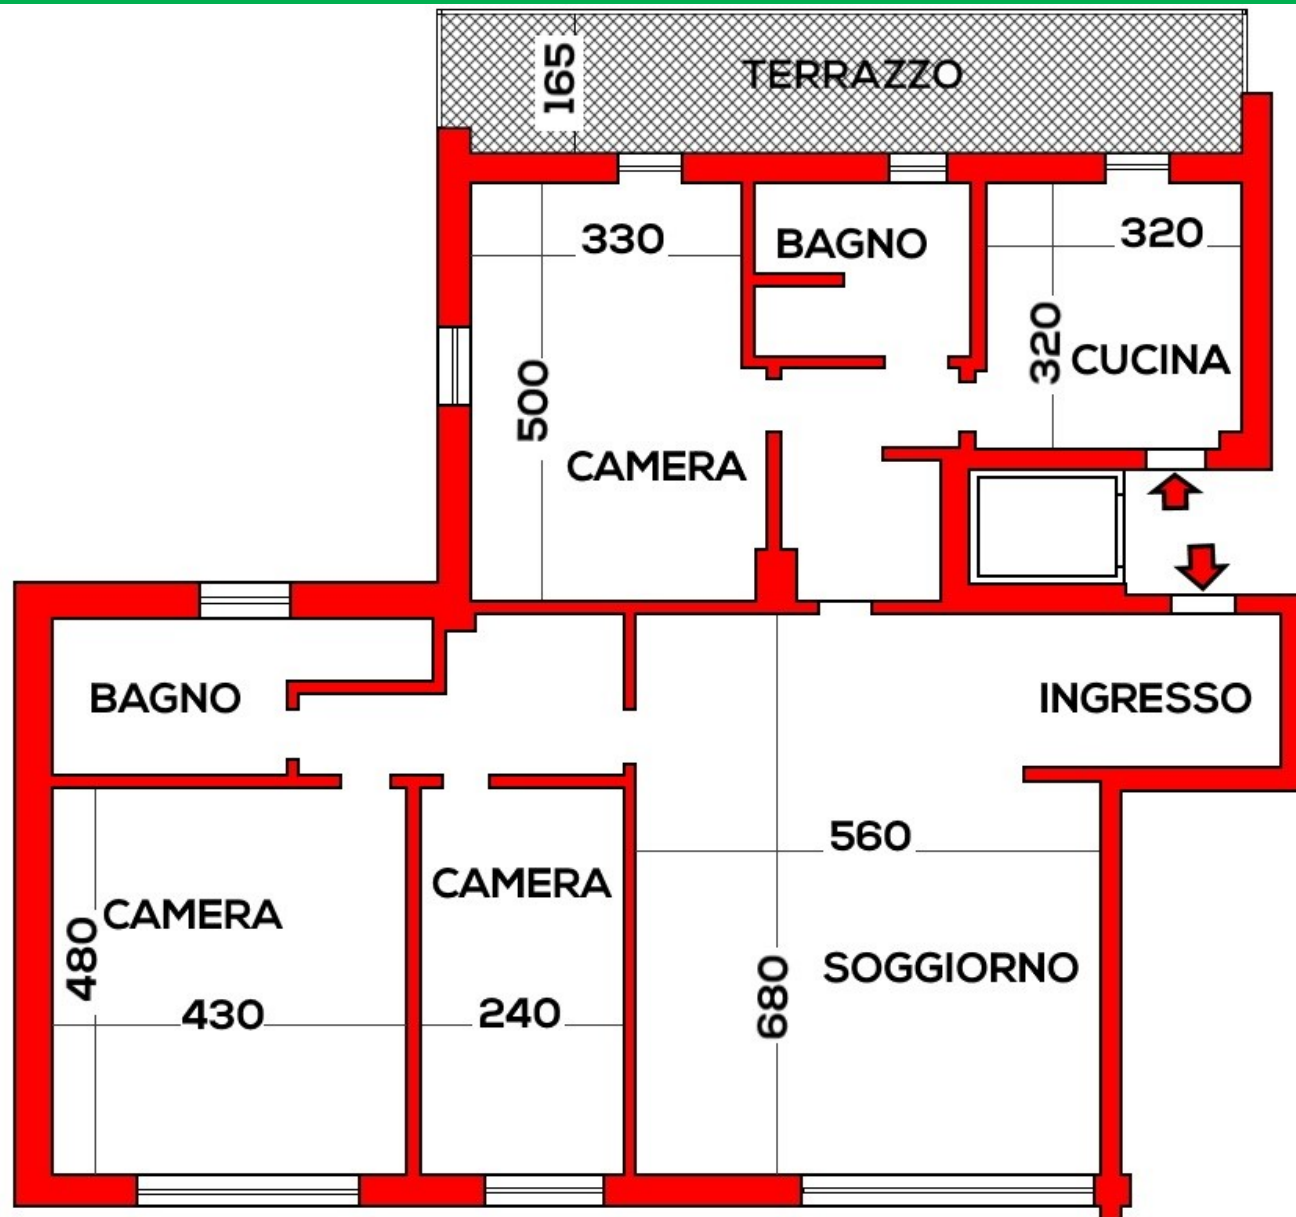 TERRAZZO
165
330
BAGNO
320
320
CUCINA
500
CAMERA
BAGNO
INGRESSO
560
CAMERA
CAMERA
480
SOGGIORNO
680
430
240